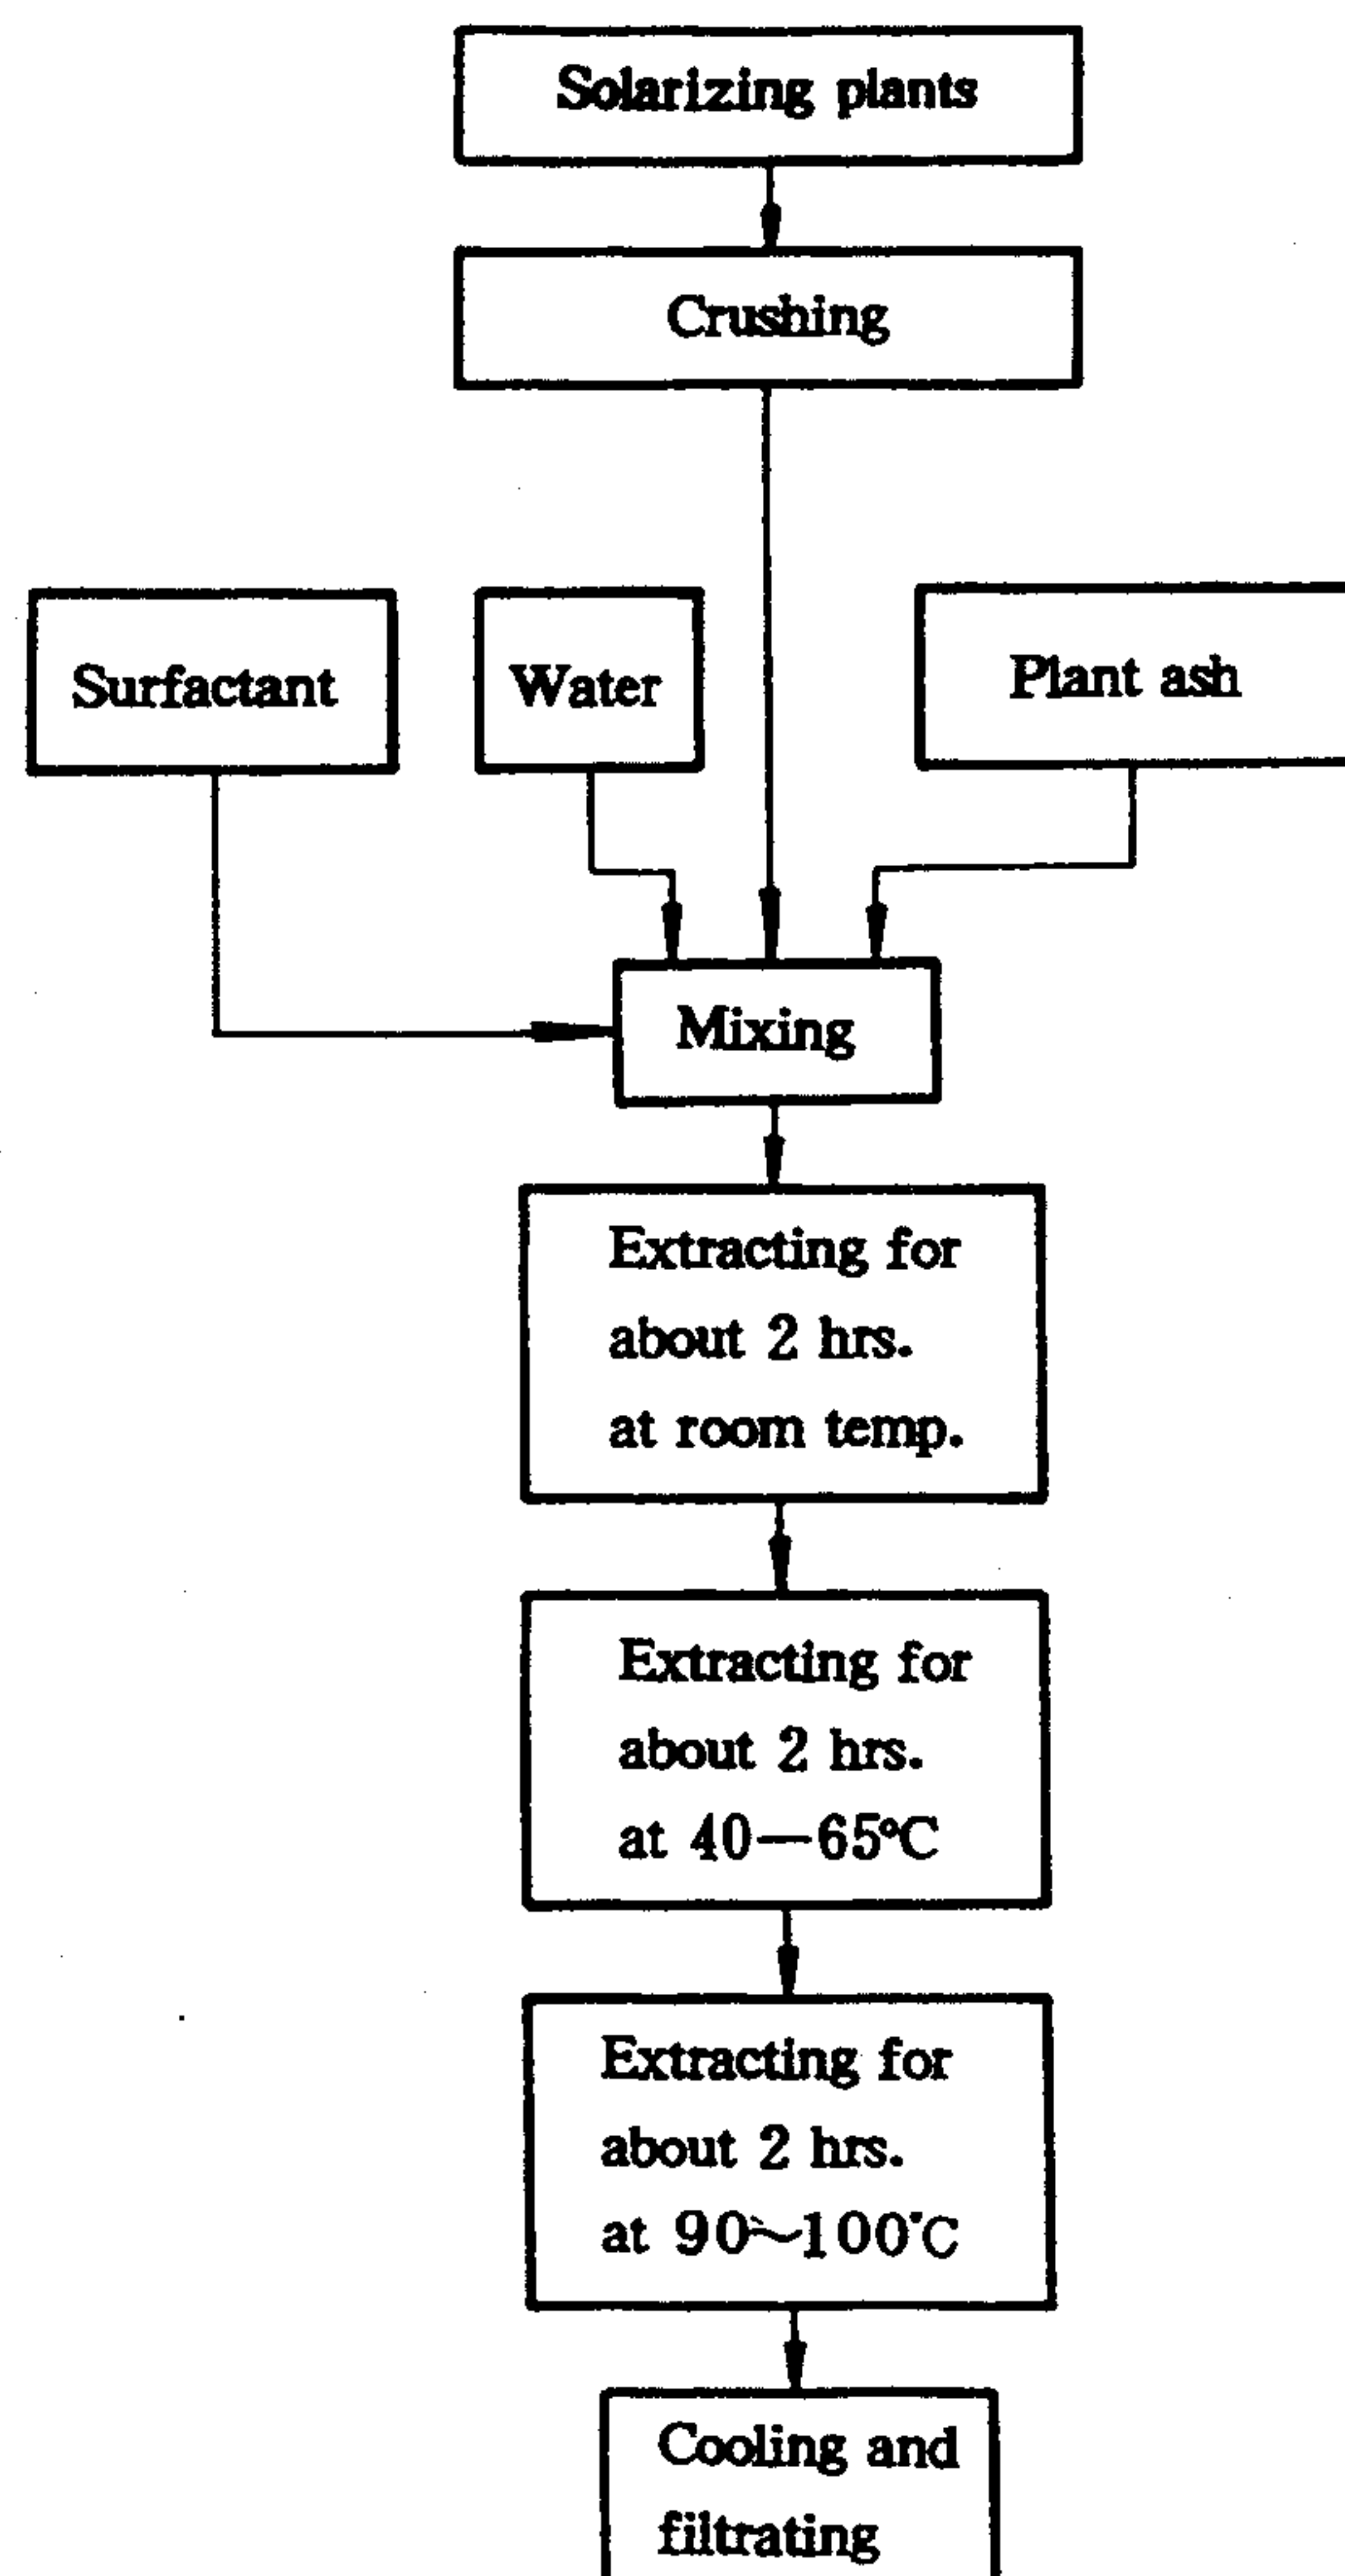 Solarizing plants
Crushing
Surfactant
Water
Plant ash
Mixing
Extracting for
about 2 hrs.
at room temp.
Extracting for
about 2 hrs.
at 40—65°C
Extracting for
about 2 hrs.
at 90~100°C
Cooling and
filtrating